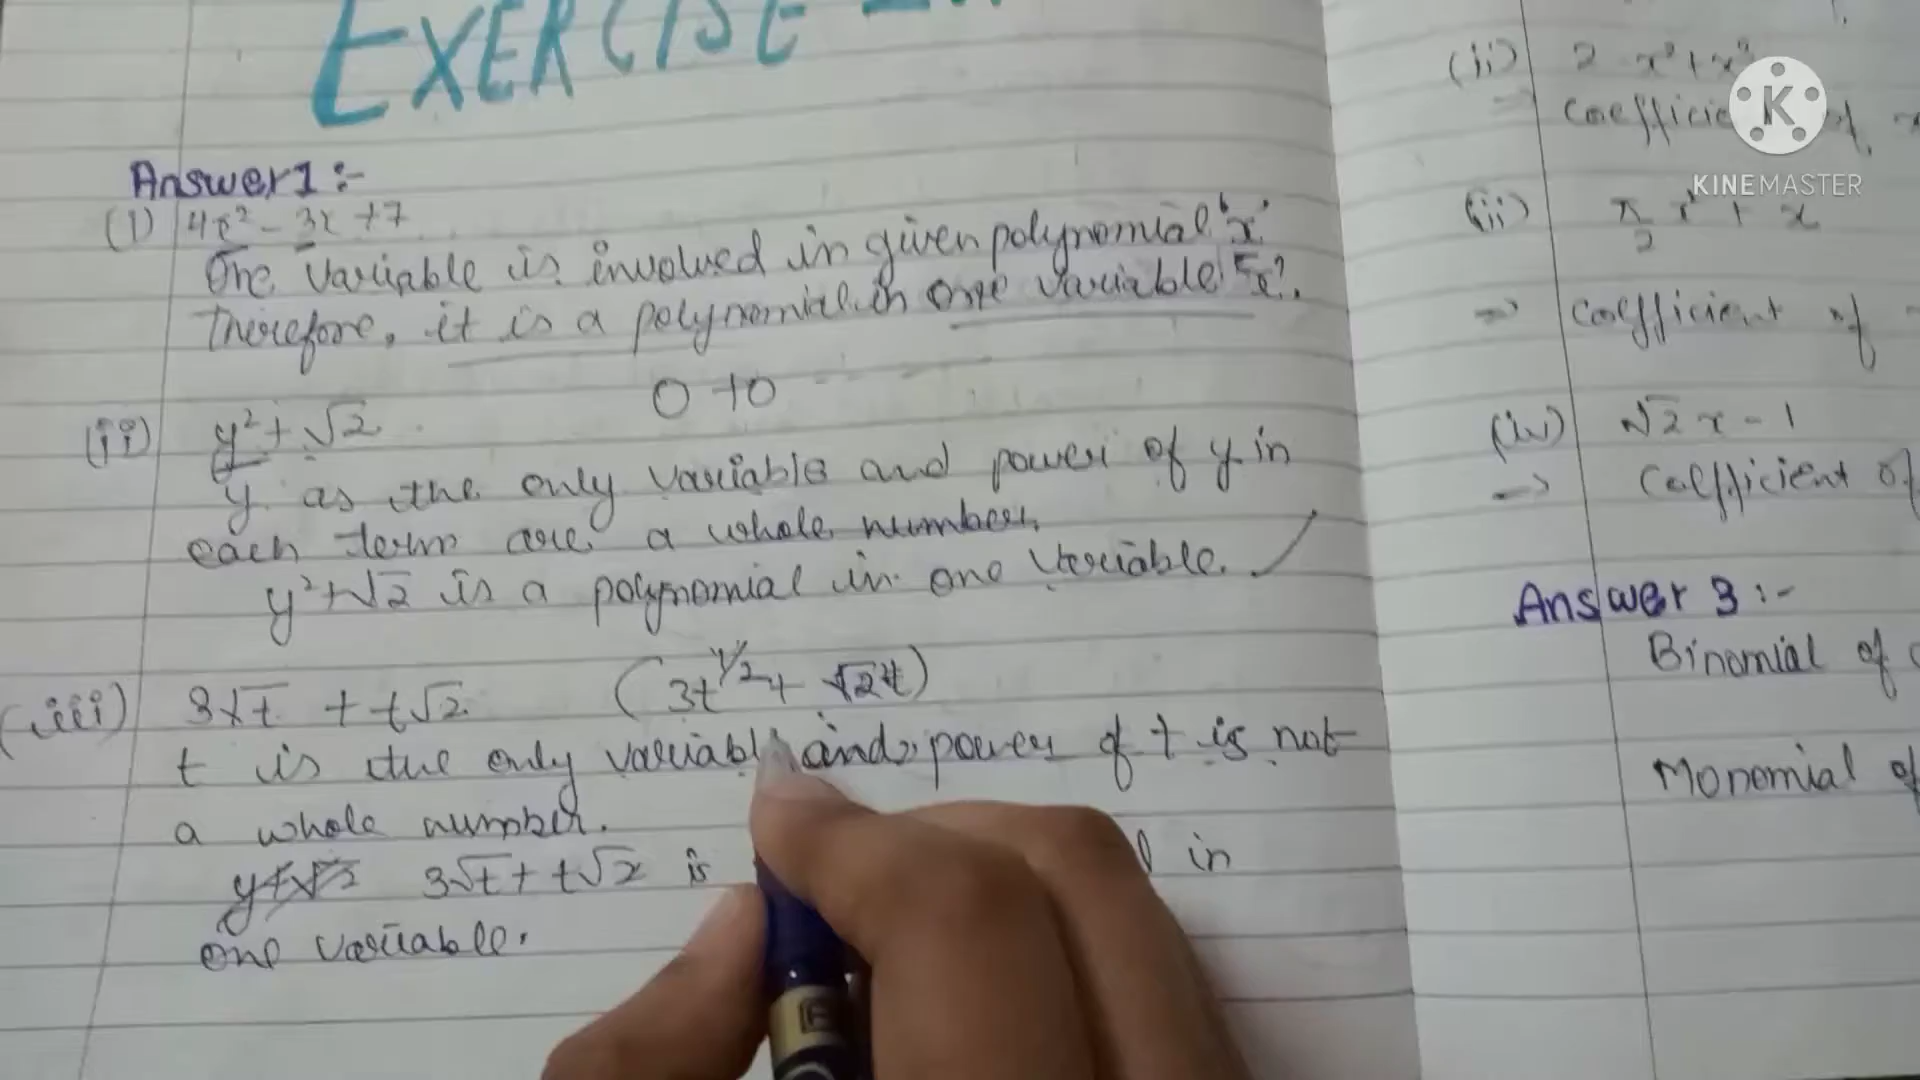 EXERCISE
Answer 1 :-
(i) 4x² - 3x + 7
One variable is involved in given polynomial 'x'
therefore, it is a polynomial in one variable 'x'.
0 to
(ii) y² + √2
y as the only variable and power of y in
each term are a whole number.
y² + √2 is a polynomial in one variable.
(iii) 3√t + t√2 (3t^1/2 + √2t)
t is the only variable and power of t is not
a whole number.
y+√2 3√t + t√2 is in
one variable.
(ii) 2 - x² + x³
of
(iii) π/2 x² + x
=> Coefficient of
(iv) √2 x - 1
=> Coefficient of
Answer 3 :-
Binomial of
Monomial of
K
KINEMASTER